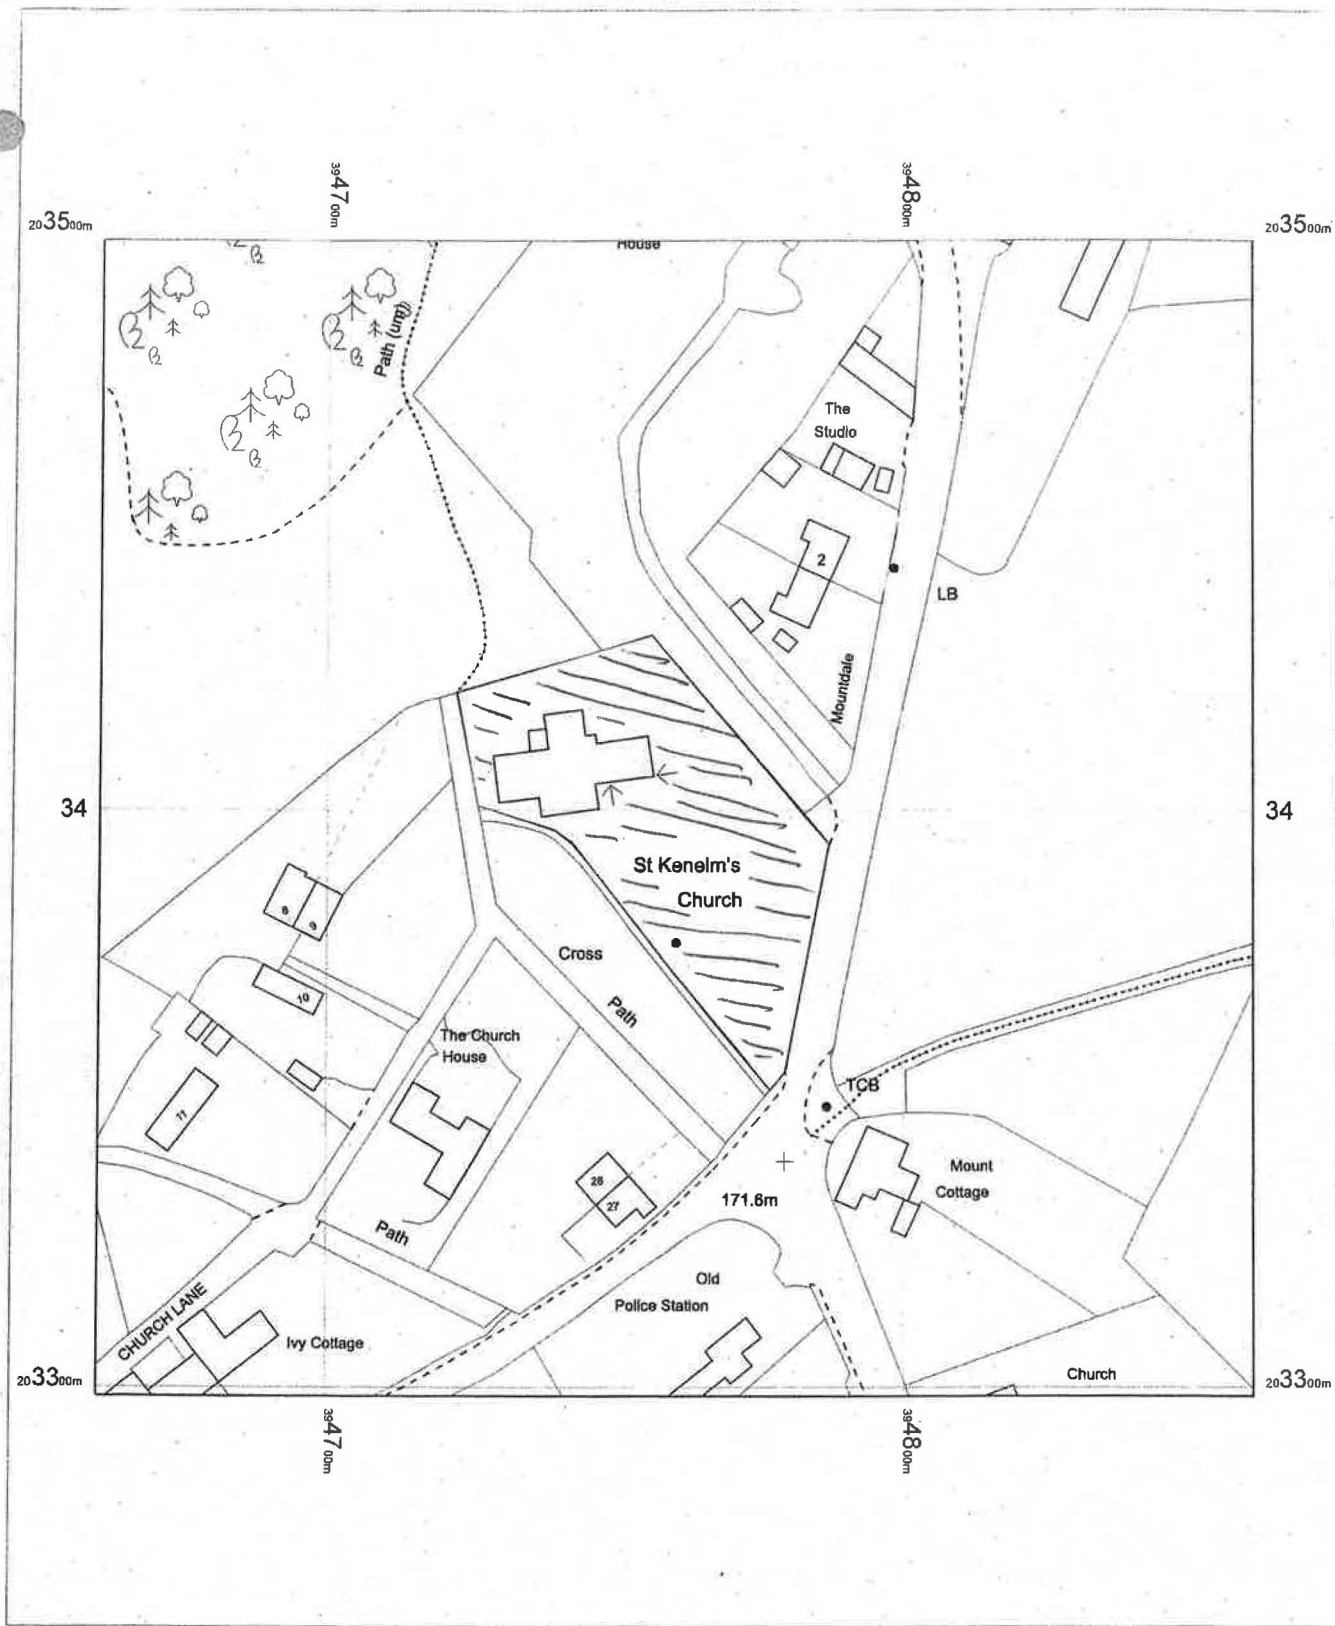 3947 00m
3948 00m
2035 00m
2035 00m
House
Path (um)
The
Studio
2
LB
Mountdale
34
34
St Kenelm's
Church
8
9
10
Cross
Path
The Church
House
11
TCB
Mount
Cottage
28
27
171.6m
Path
Old
Police Station
CHURCH LANE
Ivy Cottage
Church
2033 00m
2033 00m
3947 00m
3948 00m